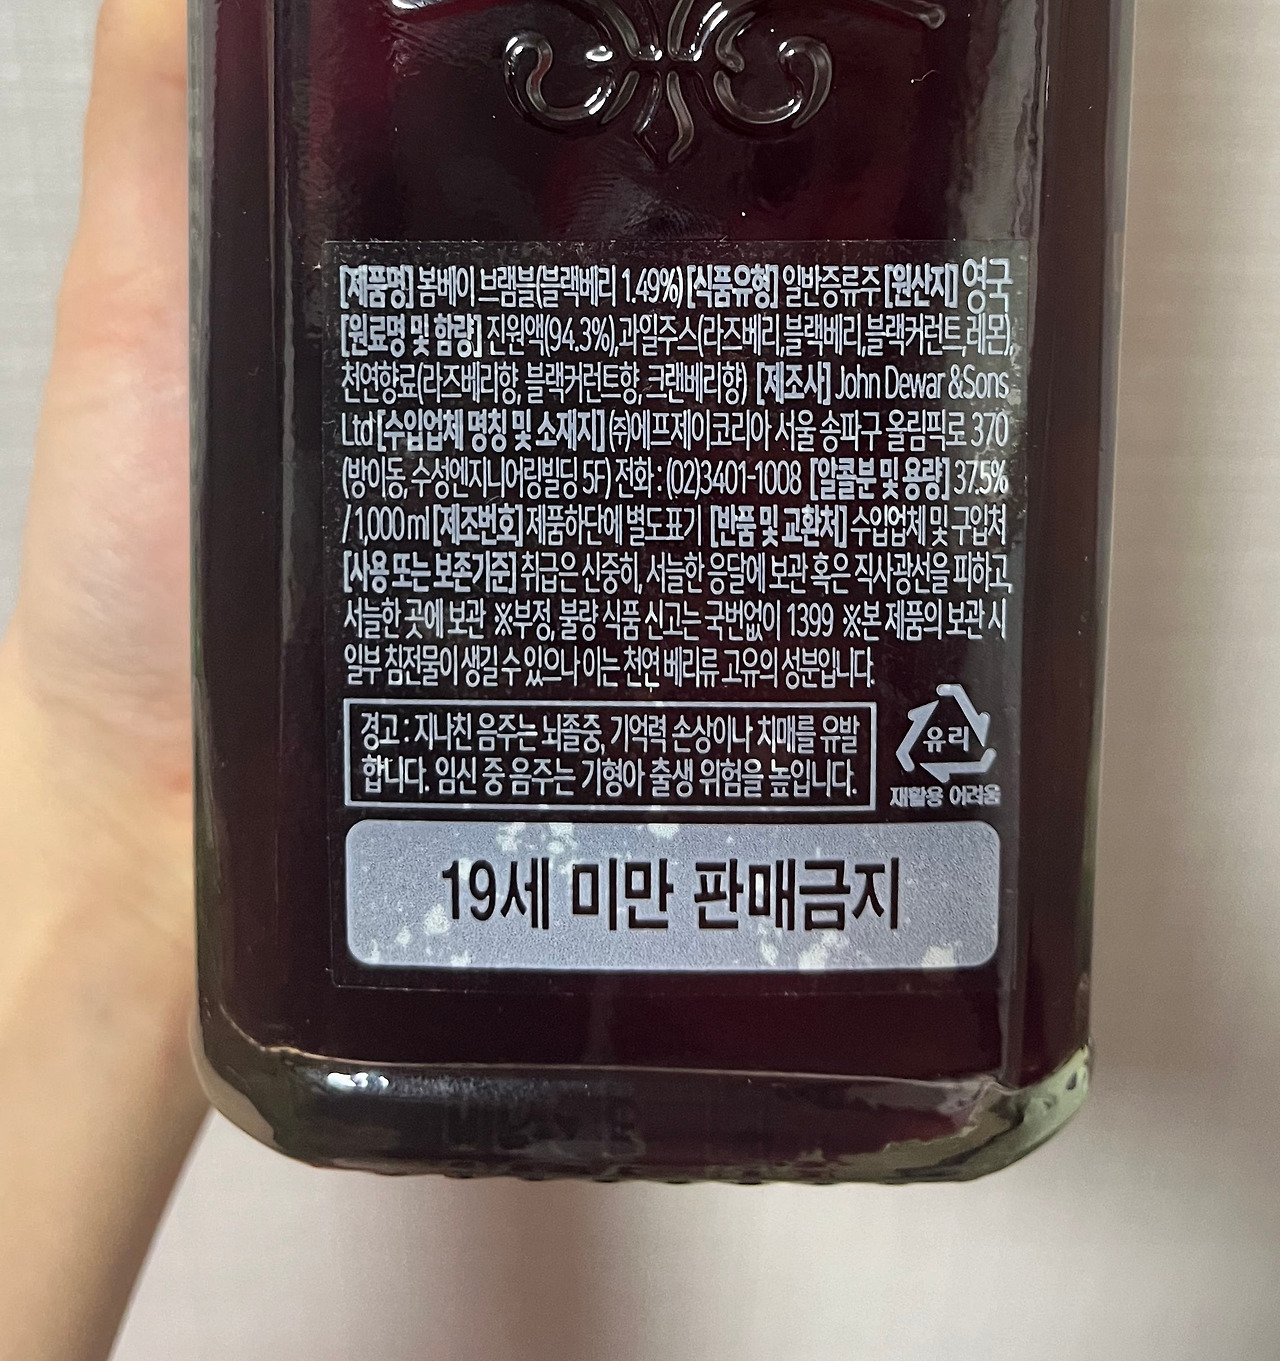 [제품명] 봄베이 브램블(블랙베리 1.49%) [식품유형] 일반증류주 [원산지] 영국
[원료명 및 함량] 진원액(94.3%),과일주스(라즈베리,블랙베리,블랙커런트,레몬),
천연향료(라즈베리향, 블랙커런트향, 크랜베리향) [제조사] John Dewar &Sons
Ltd [수입업체 명칭 및 소재지] (주)에프제이코리아 서울 송파구 올림픽로 370
(방이동, 수성엔지니어링빌딩 5F) 전화 : (02)3401-1008 [알콜분 및 용량] 37.5%
/ 1,000ml [제조번호] 제품하단에 별도표기 [반품 및 교환처] 수입업체 및 구입처
[사용 또는 보존기준] 취급은 신중히, 서늘한 응달에 보관 혹은 직사광선을 피하고,
서늘한 곳에 보관 ※부정, 불량 식품 신고는 국번없이 1399 ※본 제품의 보관 시
일부 침전물이 생길 수 있으나 이는 천연 베리류 고유의 성분입니다.
경고 : 지나친 음주는 뇌졸중, 기억력 손상이나 치매를 유발
합니다. 임신 중 음주는 기형아 출생 위험을 높입니다.
유리
재활용 어려움
19세 미만 판매금지